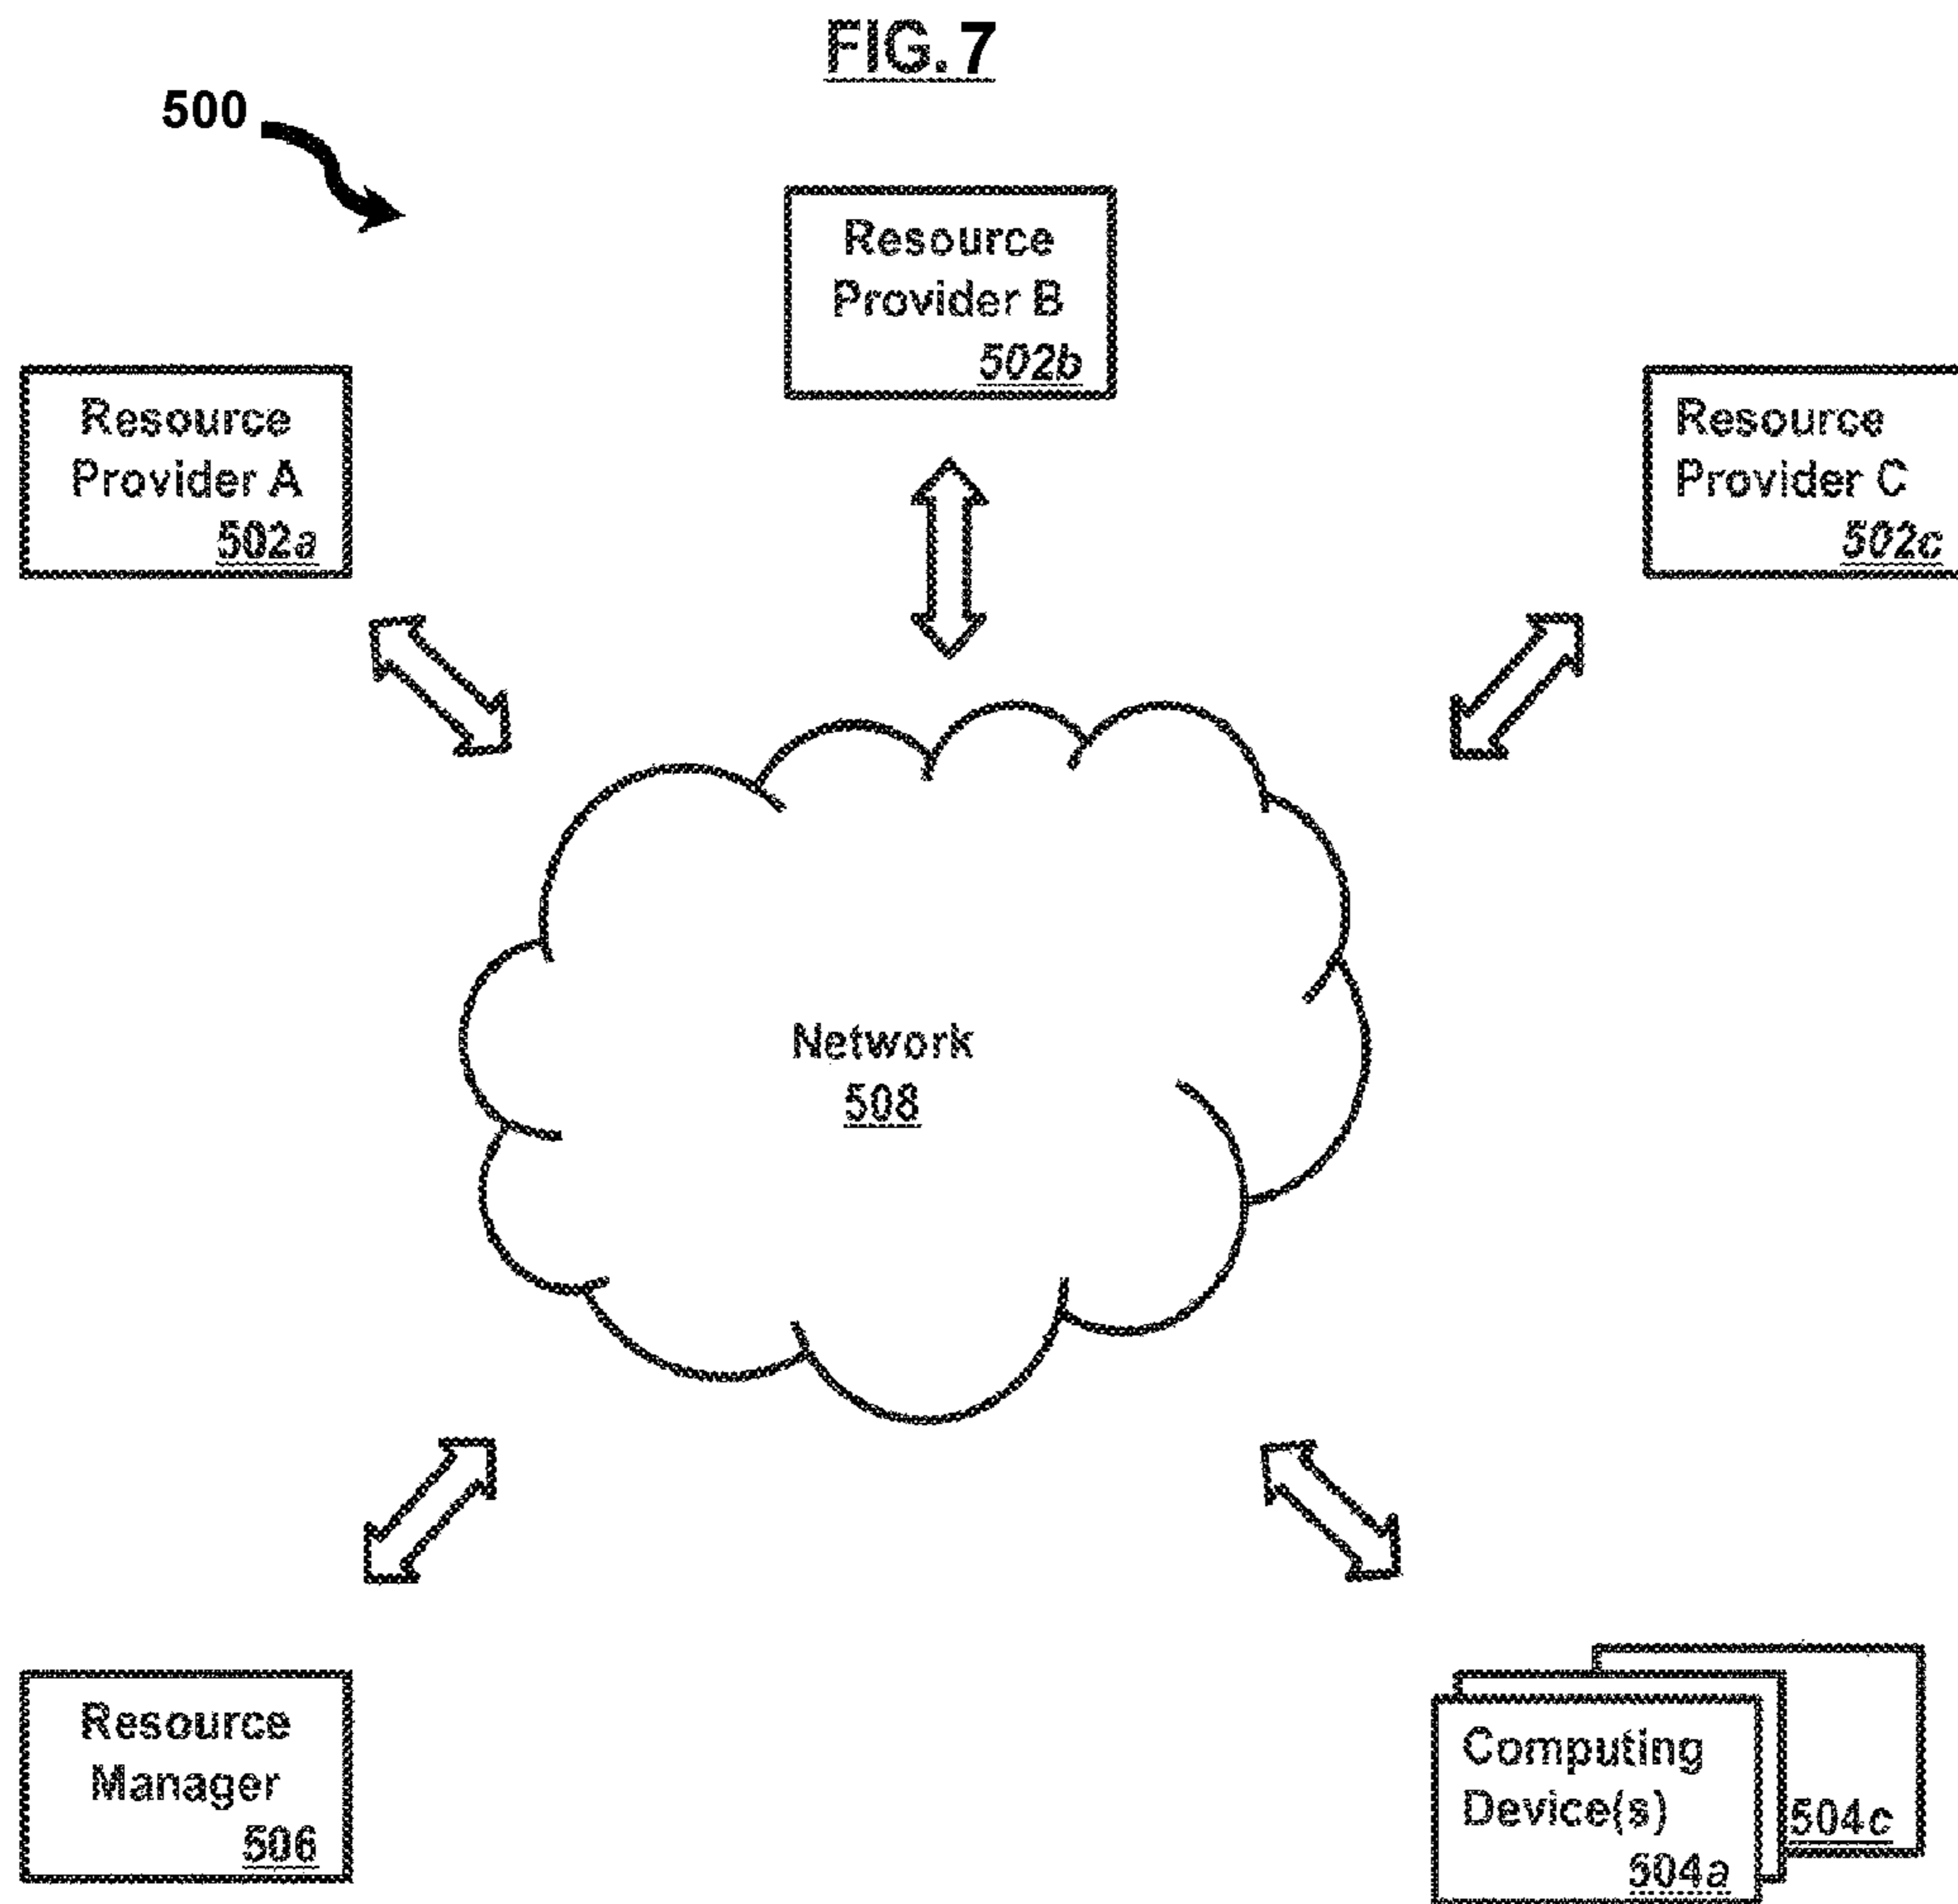 FIG. 7
500
Resource
Provider B
502b
Resource
Provider A
502a
Resource
Provider C
502c
Network
508
Resource
Manager
506
Computing
Device(s)
504a
504c